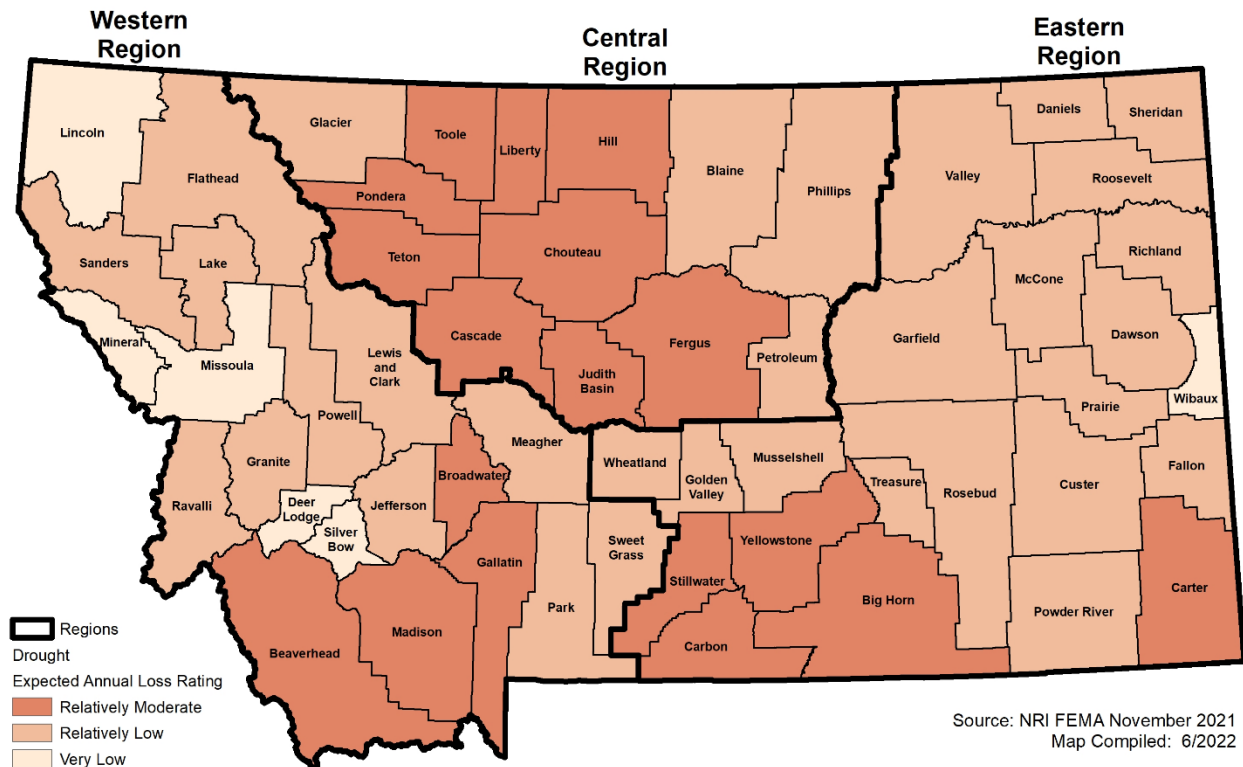 Western
Region
Central
Region
Eastern
Region
Lincoln
Flathead
Glacier
Toole
Liberty
Hill
Blaine
Phillips
Valley
Daniels
Sheridan
Roosevelt
Pondera
Teton
Chouteau
Sanders
Lake
Richland
McCone
Garfield
Dawson
Mineral
Missoula
Lewis
and
Clark
Cascade
Judith
Basin
Fergus
Petroleum
Prairie
Wibaux
Powell
Granite
Ravalli
Deer
Lodge
Silver
Bow
Jefferson
Broadwater
Meagher
Wheatland
Golden
Valley
Musselshell
Treasure
Rosebud
Custer
Fallon
Gallatin
Sweet
Grass
Park
Stillwater
Yellowstone
Big Horn
Carbon
Powder River
Carter
Beaverhead
Madison
Regions
Drought
Expected Annual Loss Rating
Relatively Moderate
Relatively Low
Very Low
Source: NRI FEMA November 2021
Map Compiled: 6/2022